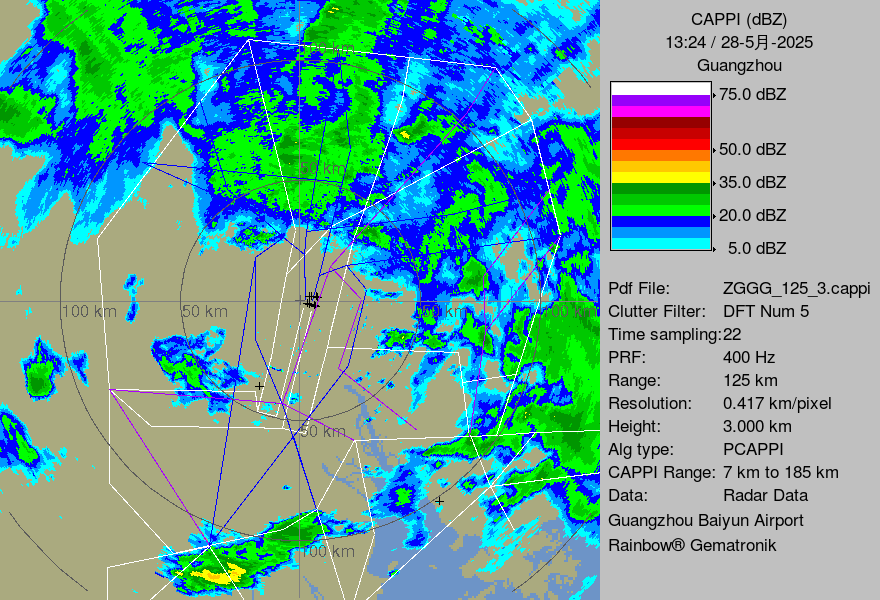 CAPPI (dBZ)
13:24 / 28-5月-2025
Guangzhou
75.0 dBZ
50.0 dBZ
35.0 dBZ
20.0 dBZ
5.0 dBZ
Pdf File: ZGGG_125_3.cappi
Clutter Filter: DFT Num 5
Time sampling:22
PRF: 400 Hz
Range: 125 km
Resolution: 0.417 km/pixel
Height: 3.000 km
Alg type: PCAPPI
CAPPI Range: 7 km to 185 km
Data: Radar Data
Guangzhou Baiyun Airport
Rainbow® Gematronik
100 km
50 km
100 km
50 km
50 km
100 km
50 km
100 km